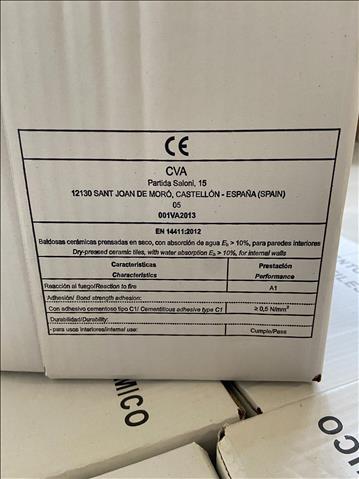 CE
CVA
Partida Saloni, 15
12130 SANT JOAN DE MORÓ, CASTELLÓN - ESPAÑA (SPAIN)
05
001VA2013
EN 14411:2012
Baldosas cerámicas prensadas en seco, con absorción de agua Eb > 10%, para paredes interiores
Dry-pressed ceramic tiles, with water absorption Eb > 10%, for internal walls
Características Prestación
Characteristics Performance
Reacción al fuego/Reaction to fire A1
Adhesión/ Bond strength adhesion:
Con adhesivo cementoso tipo C1/ Cementitious adhesive type C1 ≥ 0,5 N/mm²
Durabilidad/Durability:
- para usos interiores/internal use: Cumple/Pass
MICO
MICO